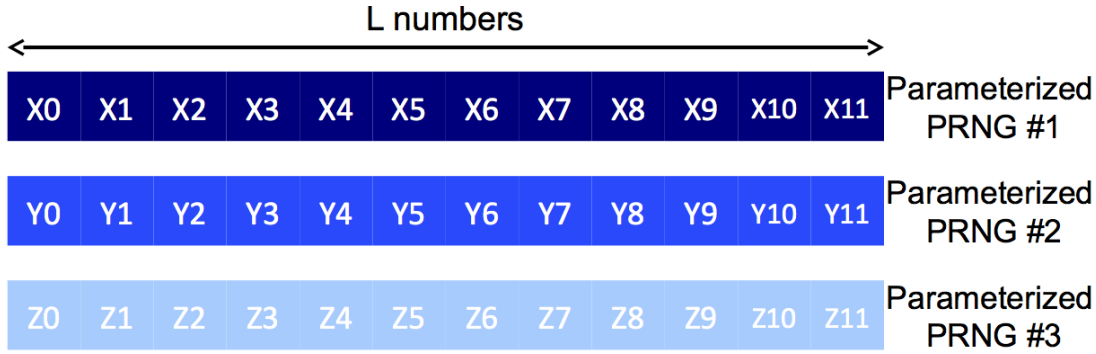 L numbers
X0 X1 X2 X3 X4 X5 X6 X7 X8 X9 X10 X11
Parameterized
PRNG #1
Y0 Y1 Y2 Y3 Y4 Y5 Y6 Y7 Y8 Y9 Y10 Y11
Parameterized
PRNG #2
Z0 Z1 Z2 Z3 Z4 Z5 Z6 Z7 Z8 Z9 Z10 Z11
Parameterized
PRNG #3